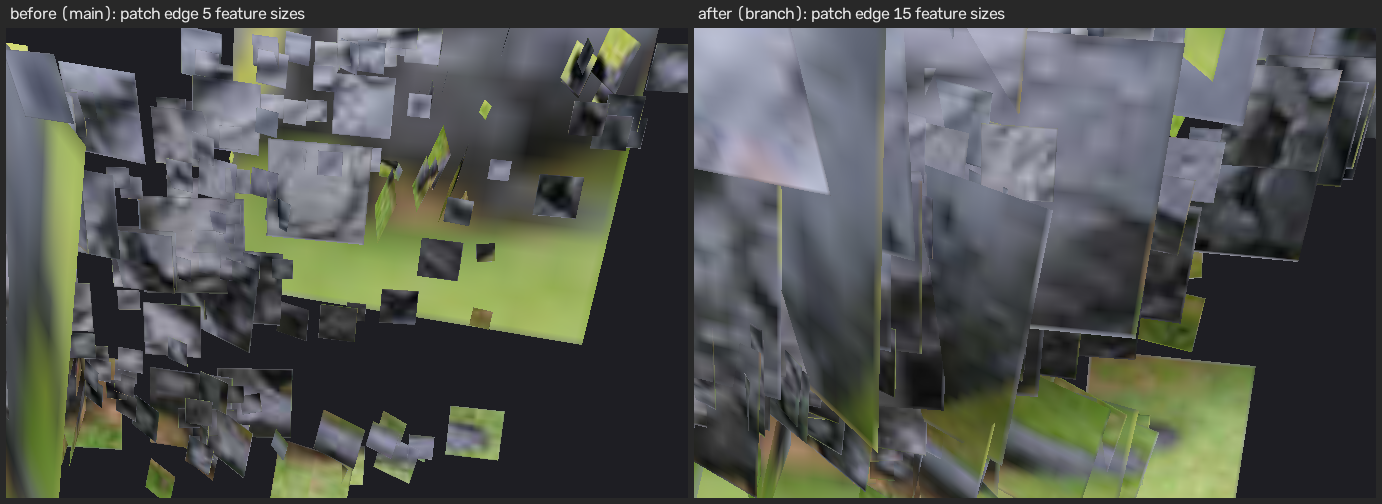 before (main): patch edge 5 feature sizes
after (branch): patch edge 15 feature sizes